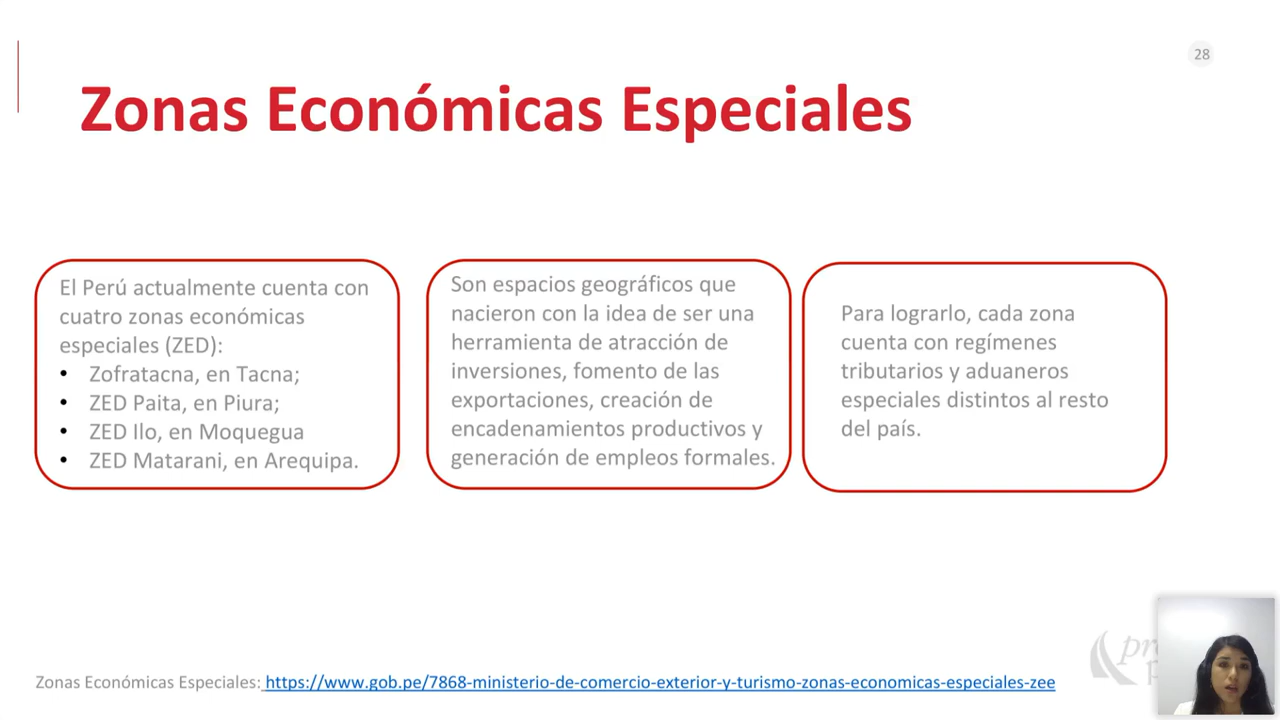 28
Zonas Económicas Especiales
El Perú actualmente cuenta con
cuatro zonas económicas
especiales (ZED):
• Zofratacna, en Tacna;
• ZED Paita, en Piura;
• ZED Ilo, en Moquegua
• ZED Matarani, en Arequipa.
Son espacios geográficos que
nacieron con la idea de ser una
herramienta de atracción de
inversiones, fomento de las
exportaciones, creación de
encadenamientos productivos y
generación de empleos formales.
Para lograrlo, cada zona
cuenta con regímenes
tributarios y aduaneros
especiales distintos al resto
del país.
Zonas Económicas Especiales: https://www.gob.pe/7868-ministerio-de-comercio-exterior-y-turismo-zonas-economicas-especiales-zee